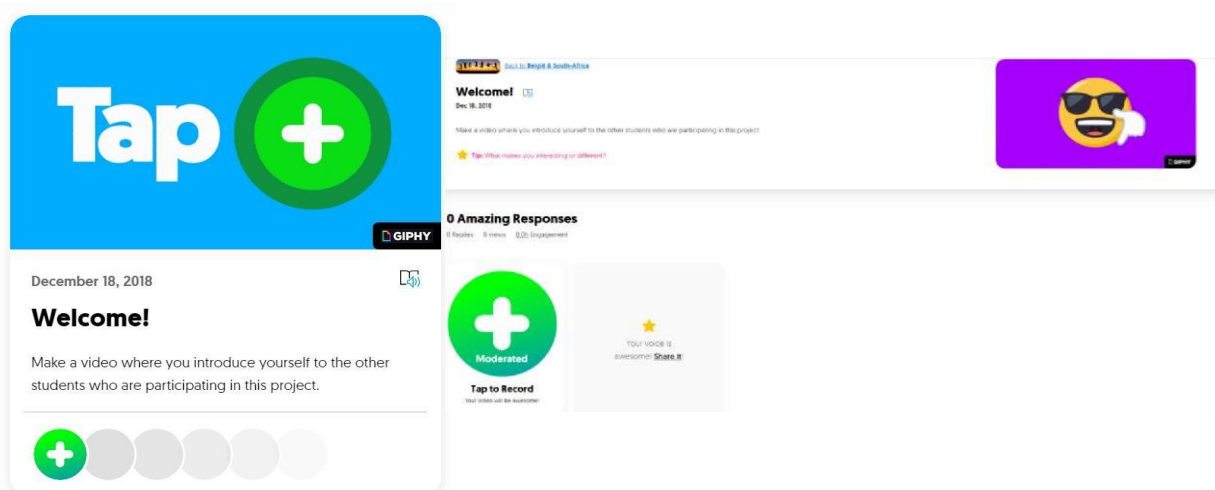 Tap
GIPHY
December 18, 2018
Welcome!
Make a video where you introduce yourself to the other
students who are participating in this project.
Back to België & South-Africa
Welcome!
Dec 18, 2018
Make a video where you introduce yourself to the other students who are participating in this project.
Tip: What makes you interesting or different?
GIPHY
0 Amazing Responses
0 Replies 0 views 0.0h Engagement
Moderated
Tap to Record
Your video will be awesome!
Your voice is
awesome! Share it!